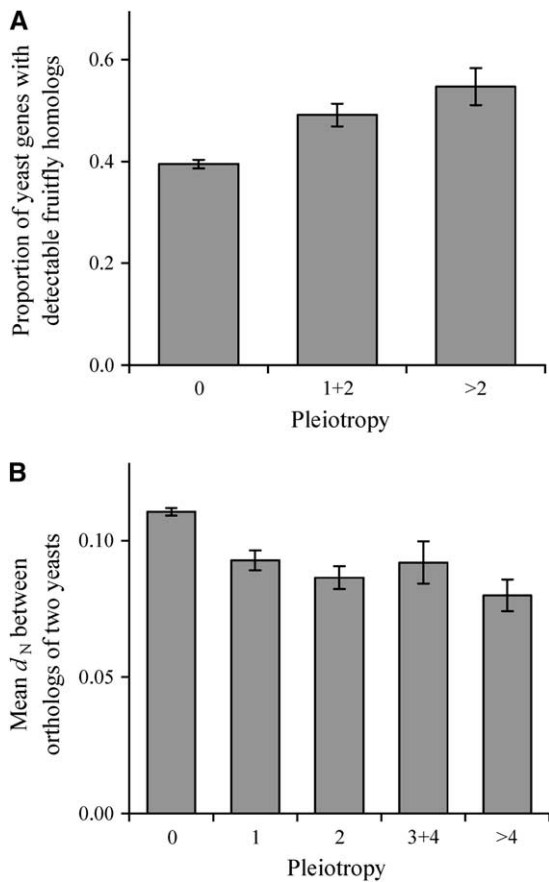 A
Proportion of yeast genes with
detectable fruitfly homologs
0.6
0.4
0.2
0.0
0 1+2 >2
Pleiotropy
B
Mean d N between
orthologs of two yeasts
0.10
0.05
0.00
0 1 2 3+4 >4
Pleiotropy